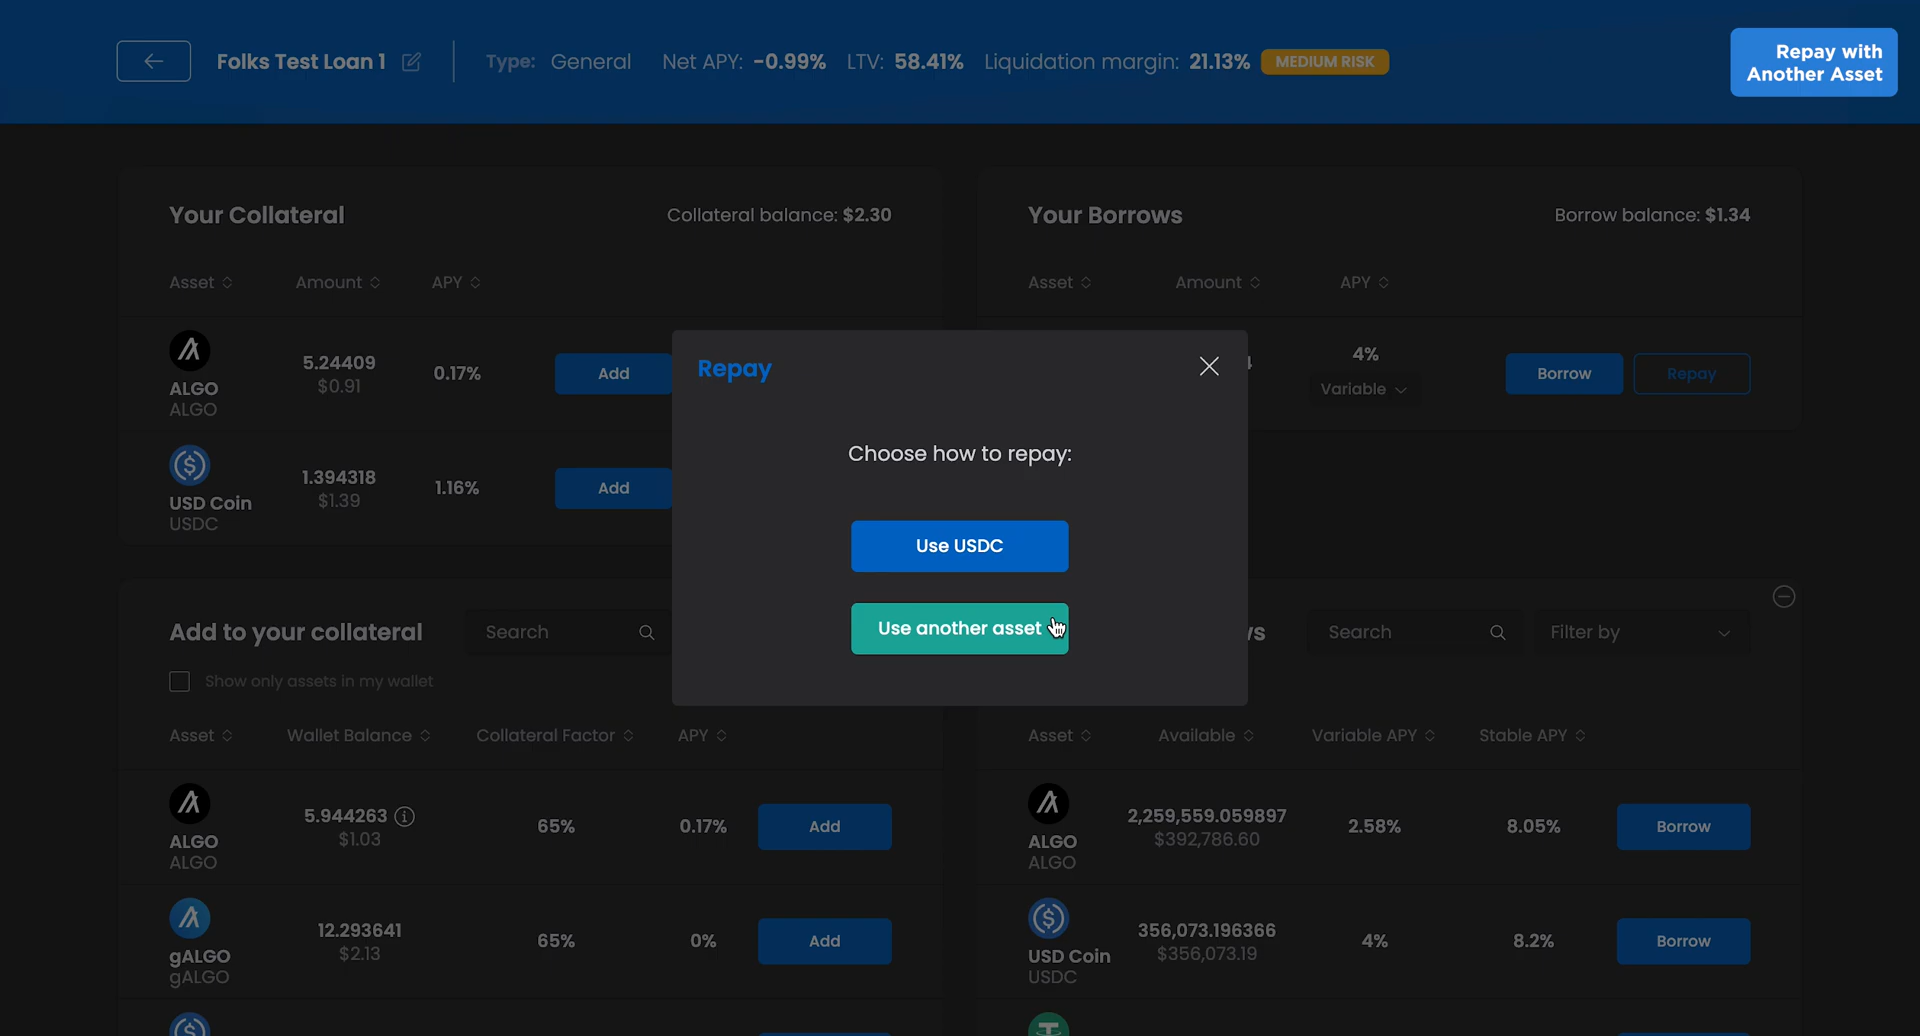 Folks Test Loan 1
Type: General
Net APY: -0.99%
LTV: 58.41%
Liquidation margin: 21.13%
MEDIUM RISK
Repay with
Another Asset
Your Collateral
Collateral balance: $2.30
Asset Amount APY
ALGO
ALGO
5.24409
$0.91
0.17%
Add
USD Coin
USDC
1.394318
$1.39
1.16%
Add
Your Borrows
Borrow balance: $1.34
Asset Amount APY
4%
Variable
Borrow
Repay
Repay
Choose how to repay:
Use USDC
Use another asset
Add to your collateral
Search
Show only assets in my wallet
Asset Wallet Balance Collateral Factor APY
ALGO
ALGO
5.944263
$1.03
65%
0.17%
Add
gALGO
gALGO
12.293641
$2.13
65%
0%
Add
Search
Filter by
Asset Available Variable APY Stable APY
ALGO
ALGO
2,259,559.059897
$392,786.60
2.58%
8.05%
Borrow
USD Coin
USDC
356,073.196366
$356,073.19
4%
8.2%
Borrow